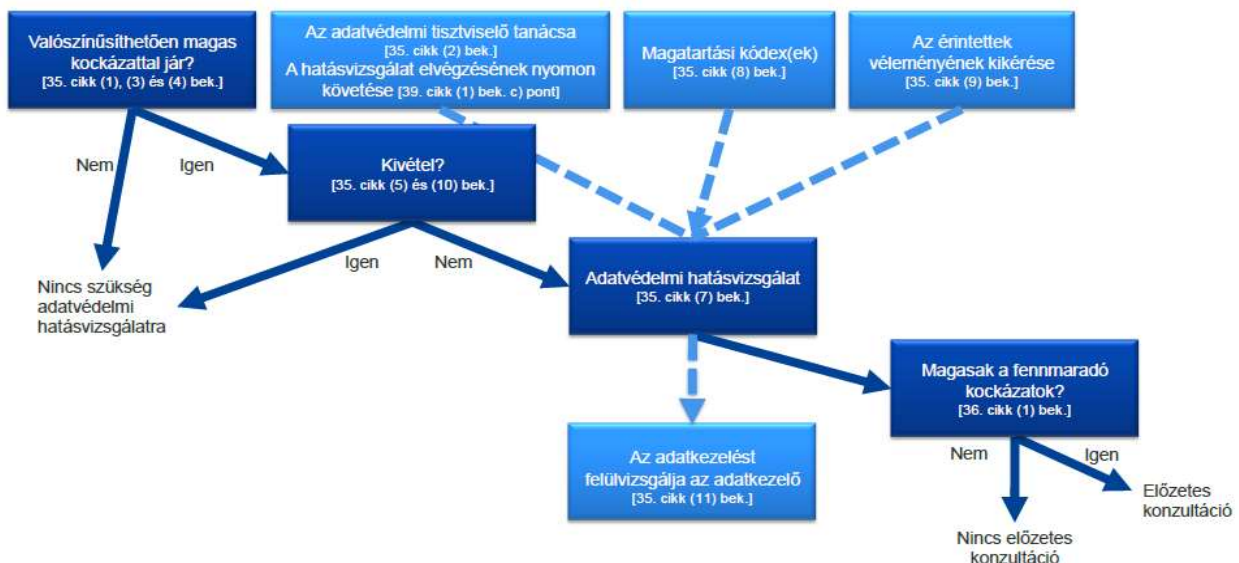 Valószínűsíthetően magas
kockázattal jár?
[35. cikk (1), (3) és (4) bek.]
Az adatvédelmi tisztviselő tanácsa
[35. cikk (2) bek.]
A hatásvizsgálat elvégzésének nyomon
követése [39. cikk (1) bek. c) pont]
Magatartási kódex(ek)
[35. cikk (8) bek.]
Az érintettek
véleményének kikérése
[35. cikk (9) bek.]
Nem
Igen
Kivétel?
[35. cikk (5) és (10) bek.]
Igen
Nem
Nincs szükség
adatvédelmi
hatásvizsgálatra
Adatvédelmi hatásvizsgálat
[35. cikk (7) bek.]
Magasak a fennmaradó
kockázatok?
[36. cikk (1) bek.]
Az adatkezelést
felülvizsgálja az adatkezelő
[35. cikk (11) bek.]
Nem
Igen
Előzetes
konzultáció
Nincs előzetes
konzultáció